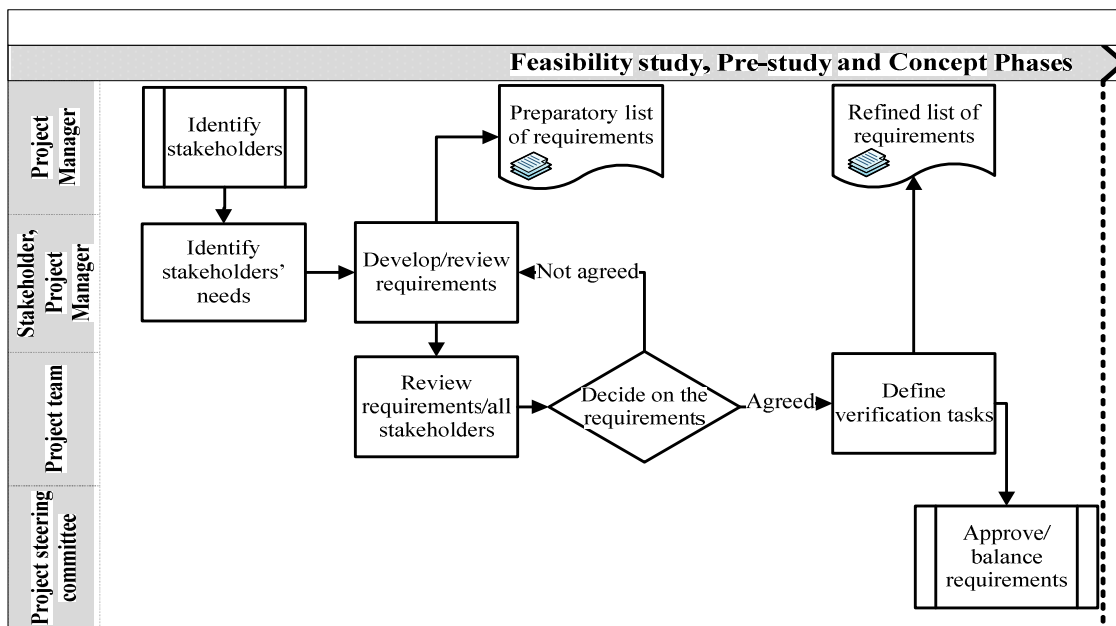 Feasibility study, Pre-study and Concept Phases
Project
Manager
Identify
stakeholders
Preparatory list
of requirements
Refined list of
requirements
Stakeholder,
Project
Manager
Identify
stakeholders’
needs
Develop/review
requirements
Not agreed
Project team
Review
requirements/all
stakeholders
Decide on the
requirements
Agreed
Define
verification tasks
Project steering
committee
Approve/
balance
requirements